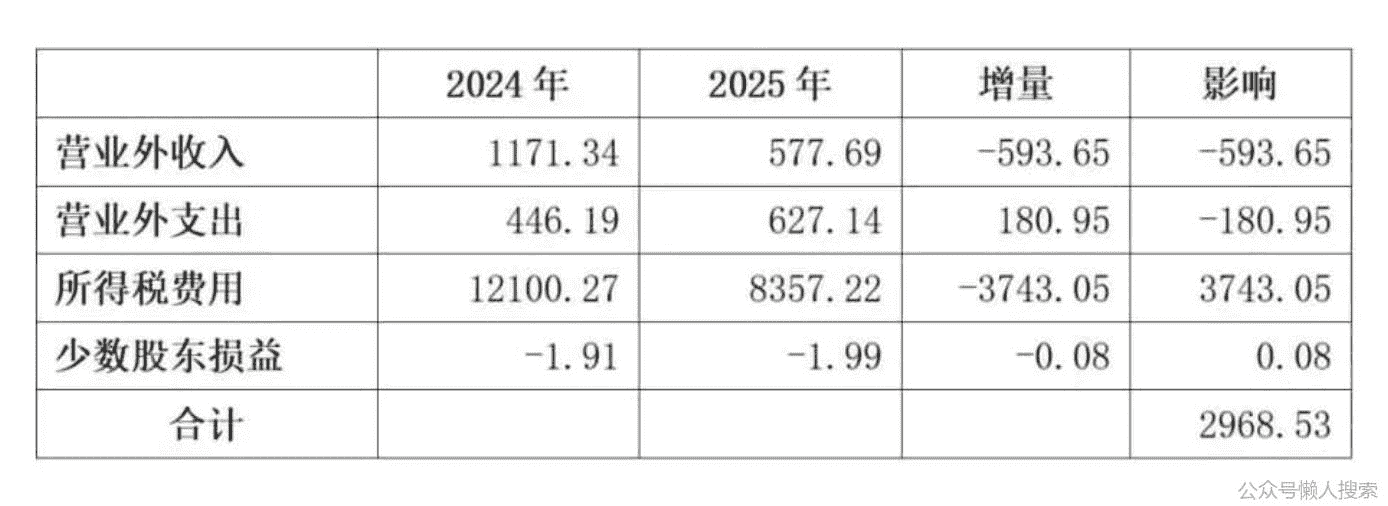 2024年 2025年 增量 影响
营业外收入 1171.34 577.69 -593.65 -593.65
营业外支出 446.19 627.14 180.95 -180.95
所得税费用 12100.27 8357.22 -3743.05 3743.05
少数股东损益 -1.91 -1.99 -0.08 0.08
合计 2968.53
公众号懒人搜索